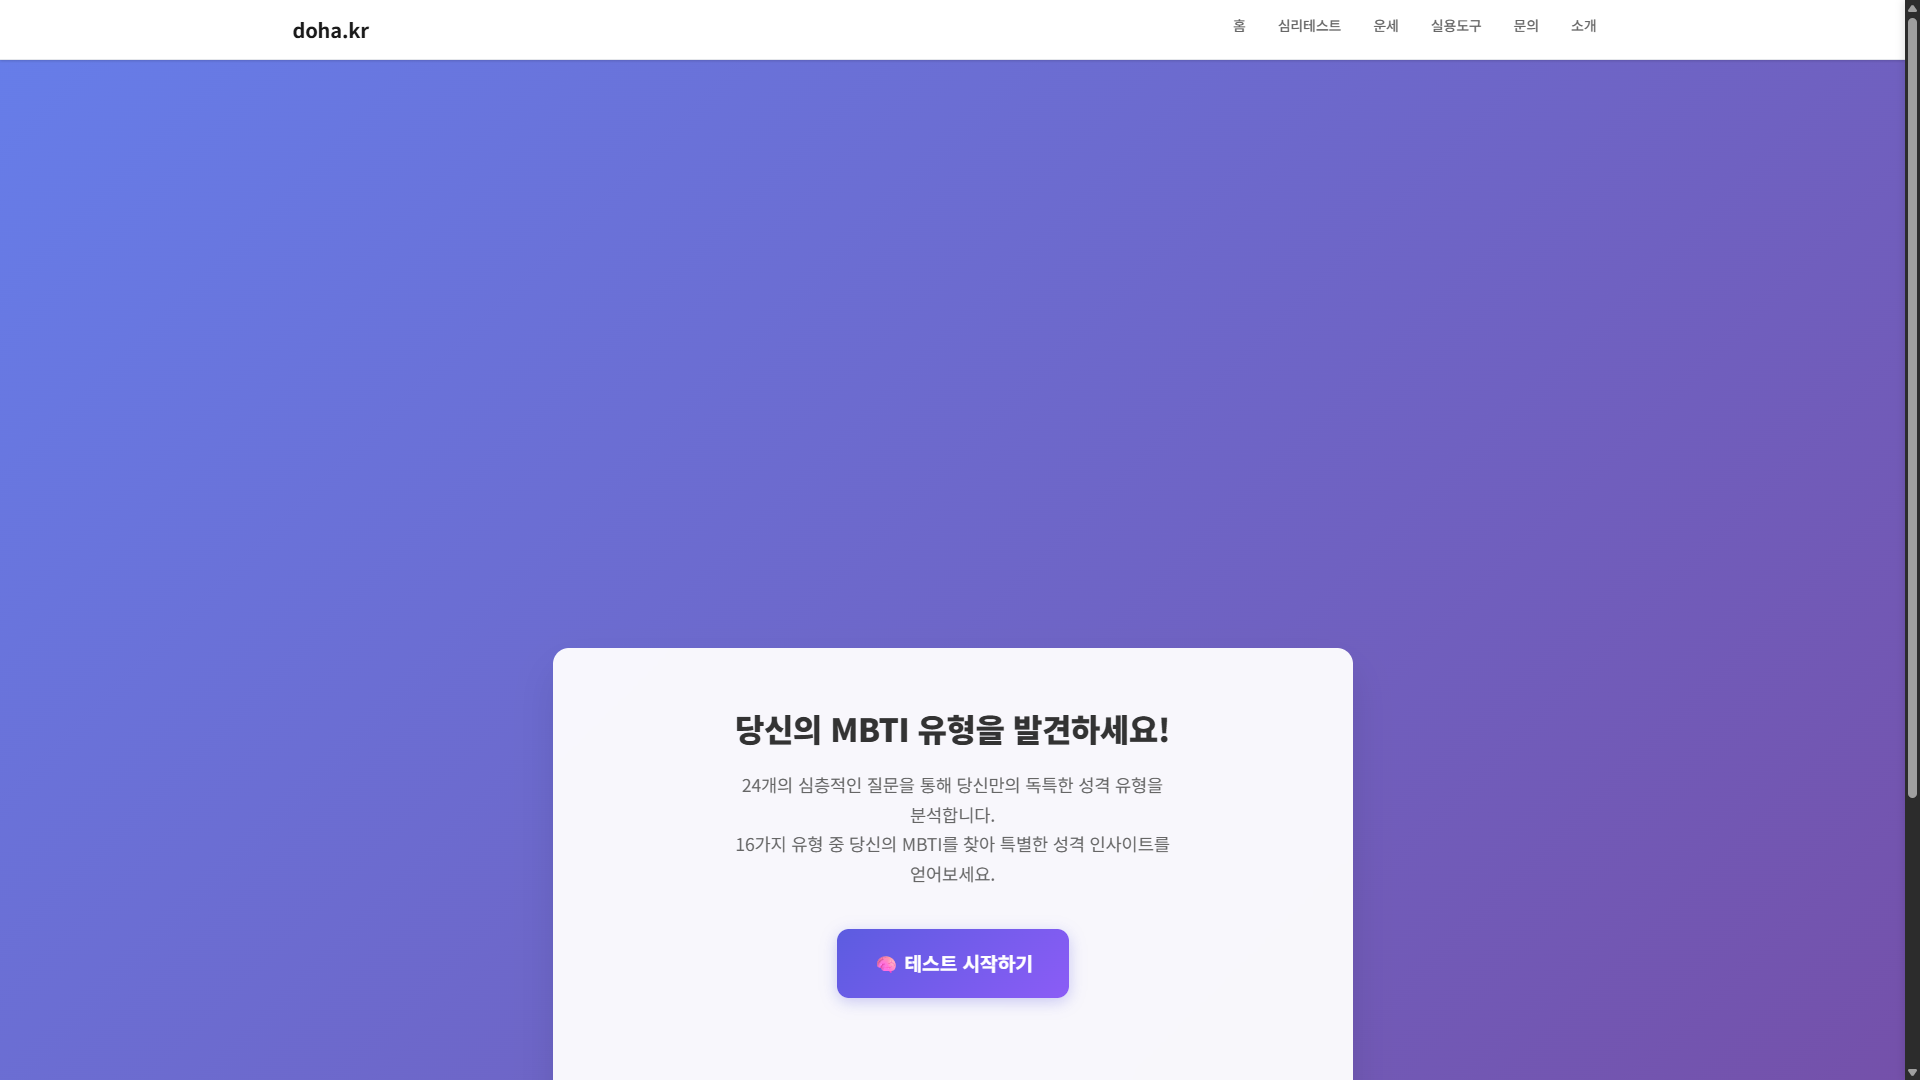 doha.kr
홈
심리테스트
운세
실용도구
문의
소개
당신의 MBTI 유형을 발견하세요!
24개의 심층적인 질문을 통해 당신만의 독특한 성격 유형을
분석합니다.
16가지 유형 중 당신의 MBTI를 찾아 특별한 성격 인사이트를
얻어보세요.
🧠 테스트 시작하기